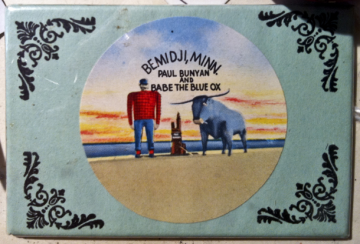 BEMIDJI, MINN.
PAUL BUNYAN
AND
BABE THE BLUE OX